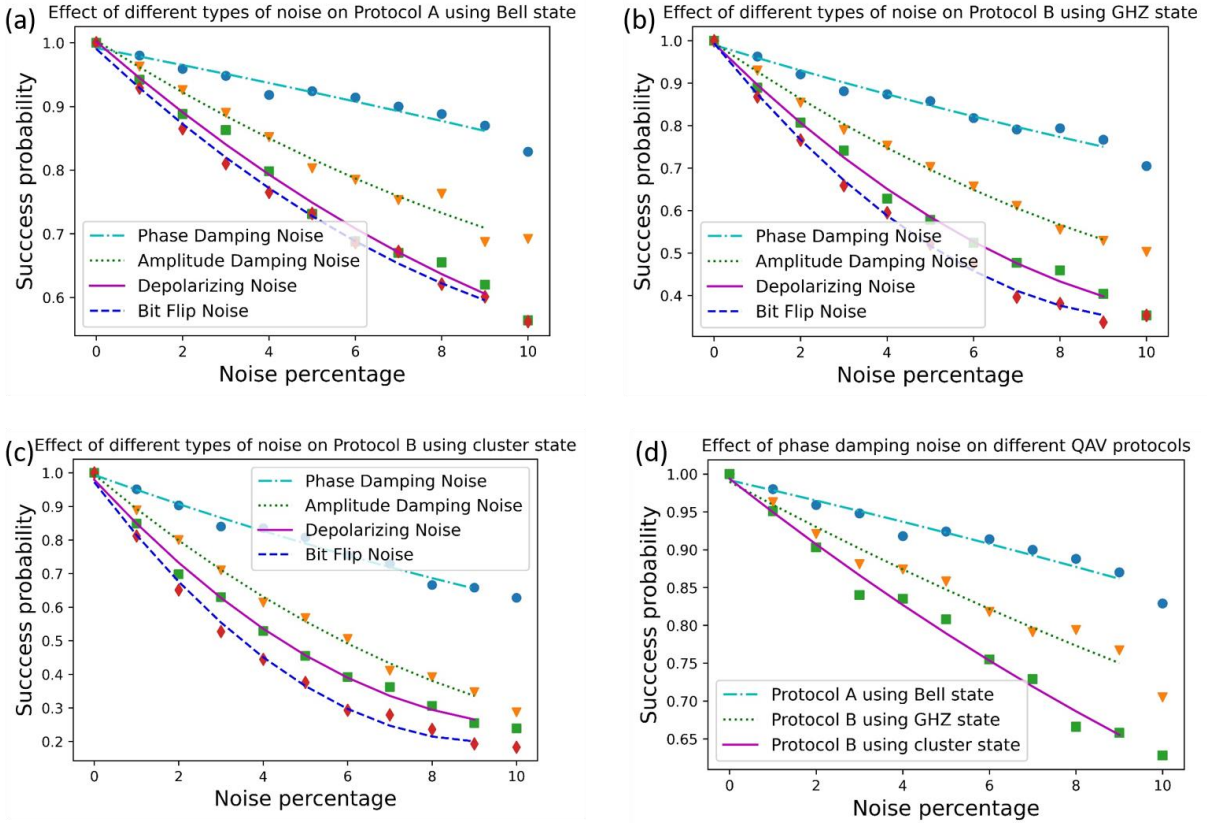 (a) Effect of different types of noise on Protocol A using Bell state
Succcess probability
1.0
0.9
0.8
0.7
0.6
Phase Damping Noise
Amplitude Damping Noise
Depolarizing Noise
Bit Flip Noise
0 2 4 6 8 10
Noise percentage
(b) Effect of different types of noise on Protocol B using GHZ state
Succcess probability
1.0
0.9
0.8
0.7
0.6
0.5
0.4
Phase Damping Noise
Amplitude Damping Noise
Depolarizing Noise
Bit Flip Noise
0 2 4 6 8 10
Noise percentage
(c) Effect of different types of noise on Protocol B using cluster state
Succcess probability
1.0
0.9
0.8
0.7
0.6
0.5
0.4
0.3
0.2
Phase Damping Noise
Amplitude Damping Noise
Depolarizing Noise
Bit Flip Noise
0 2 4 6 8 10
Noise percentage
(d) Effect of phase damping noise on different QAV protocols
Succcess probability
1.00
0.95
0.90
0.85
0.80
0.75
0.70
0.65
Protocol A using Bell state
Protocol B using GHZ state
Protocol B using cluster state
0 2 4 6 8 10
Noise percentage